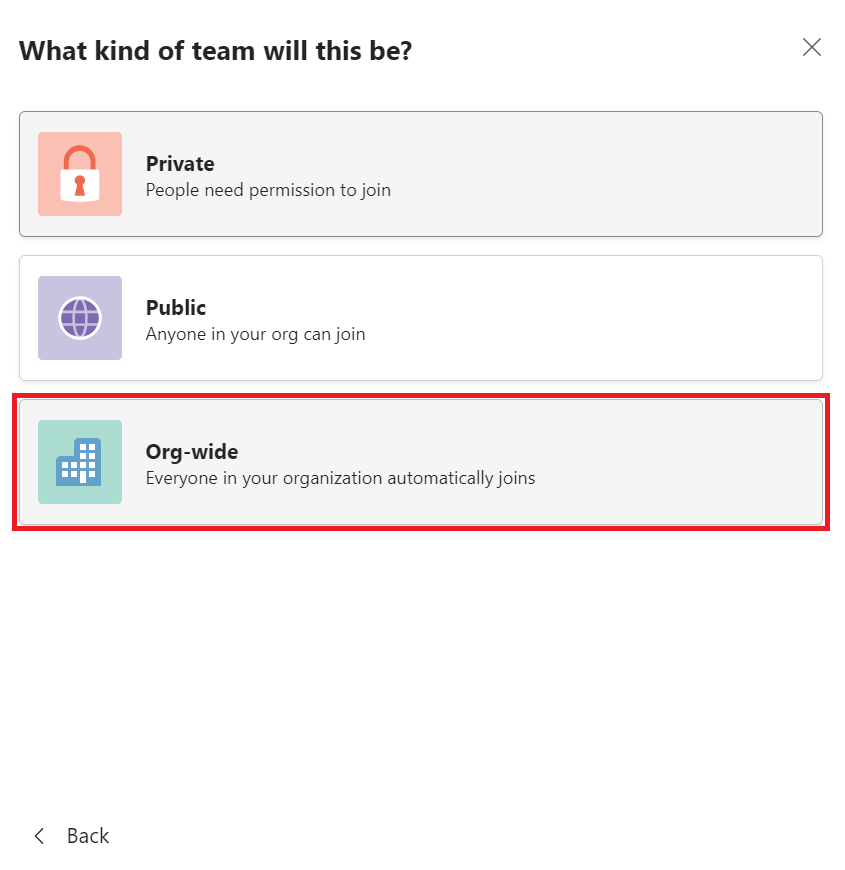 What kind of team will this be?
Private
People need permission to join
Public
Anyone in your org can join
Org-wide
Everyone in your organization automatically joins
Back